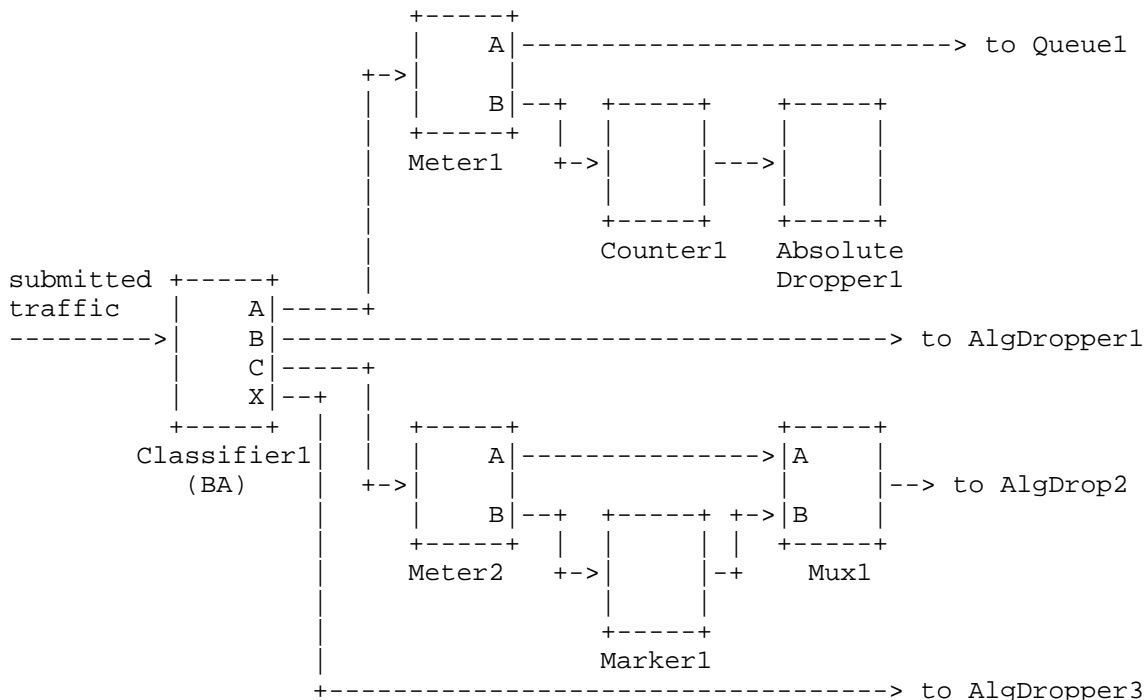 A to Queue1
B
Meter1
Counter1 Absolute
Dropper1
submitted
traffic A
B to AlgDropper1
C
X
Classifier1 A A
(BA) to AlgDrop2
B B
Meter2 Mux1
Marker1
to AlgDropper3